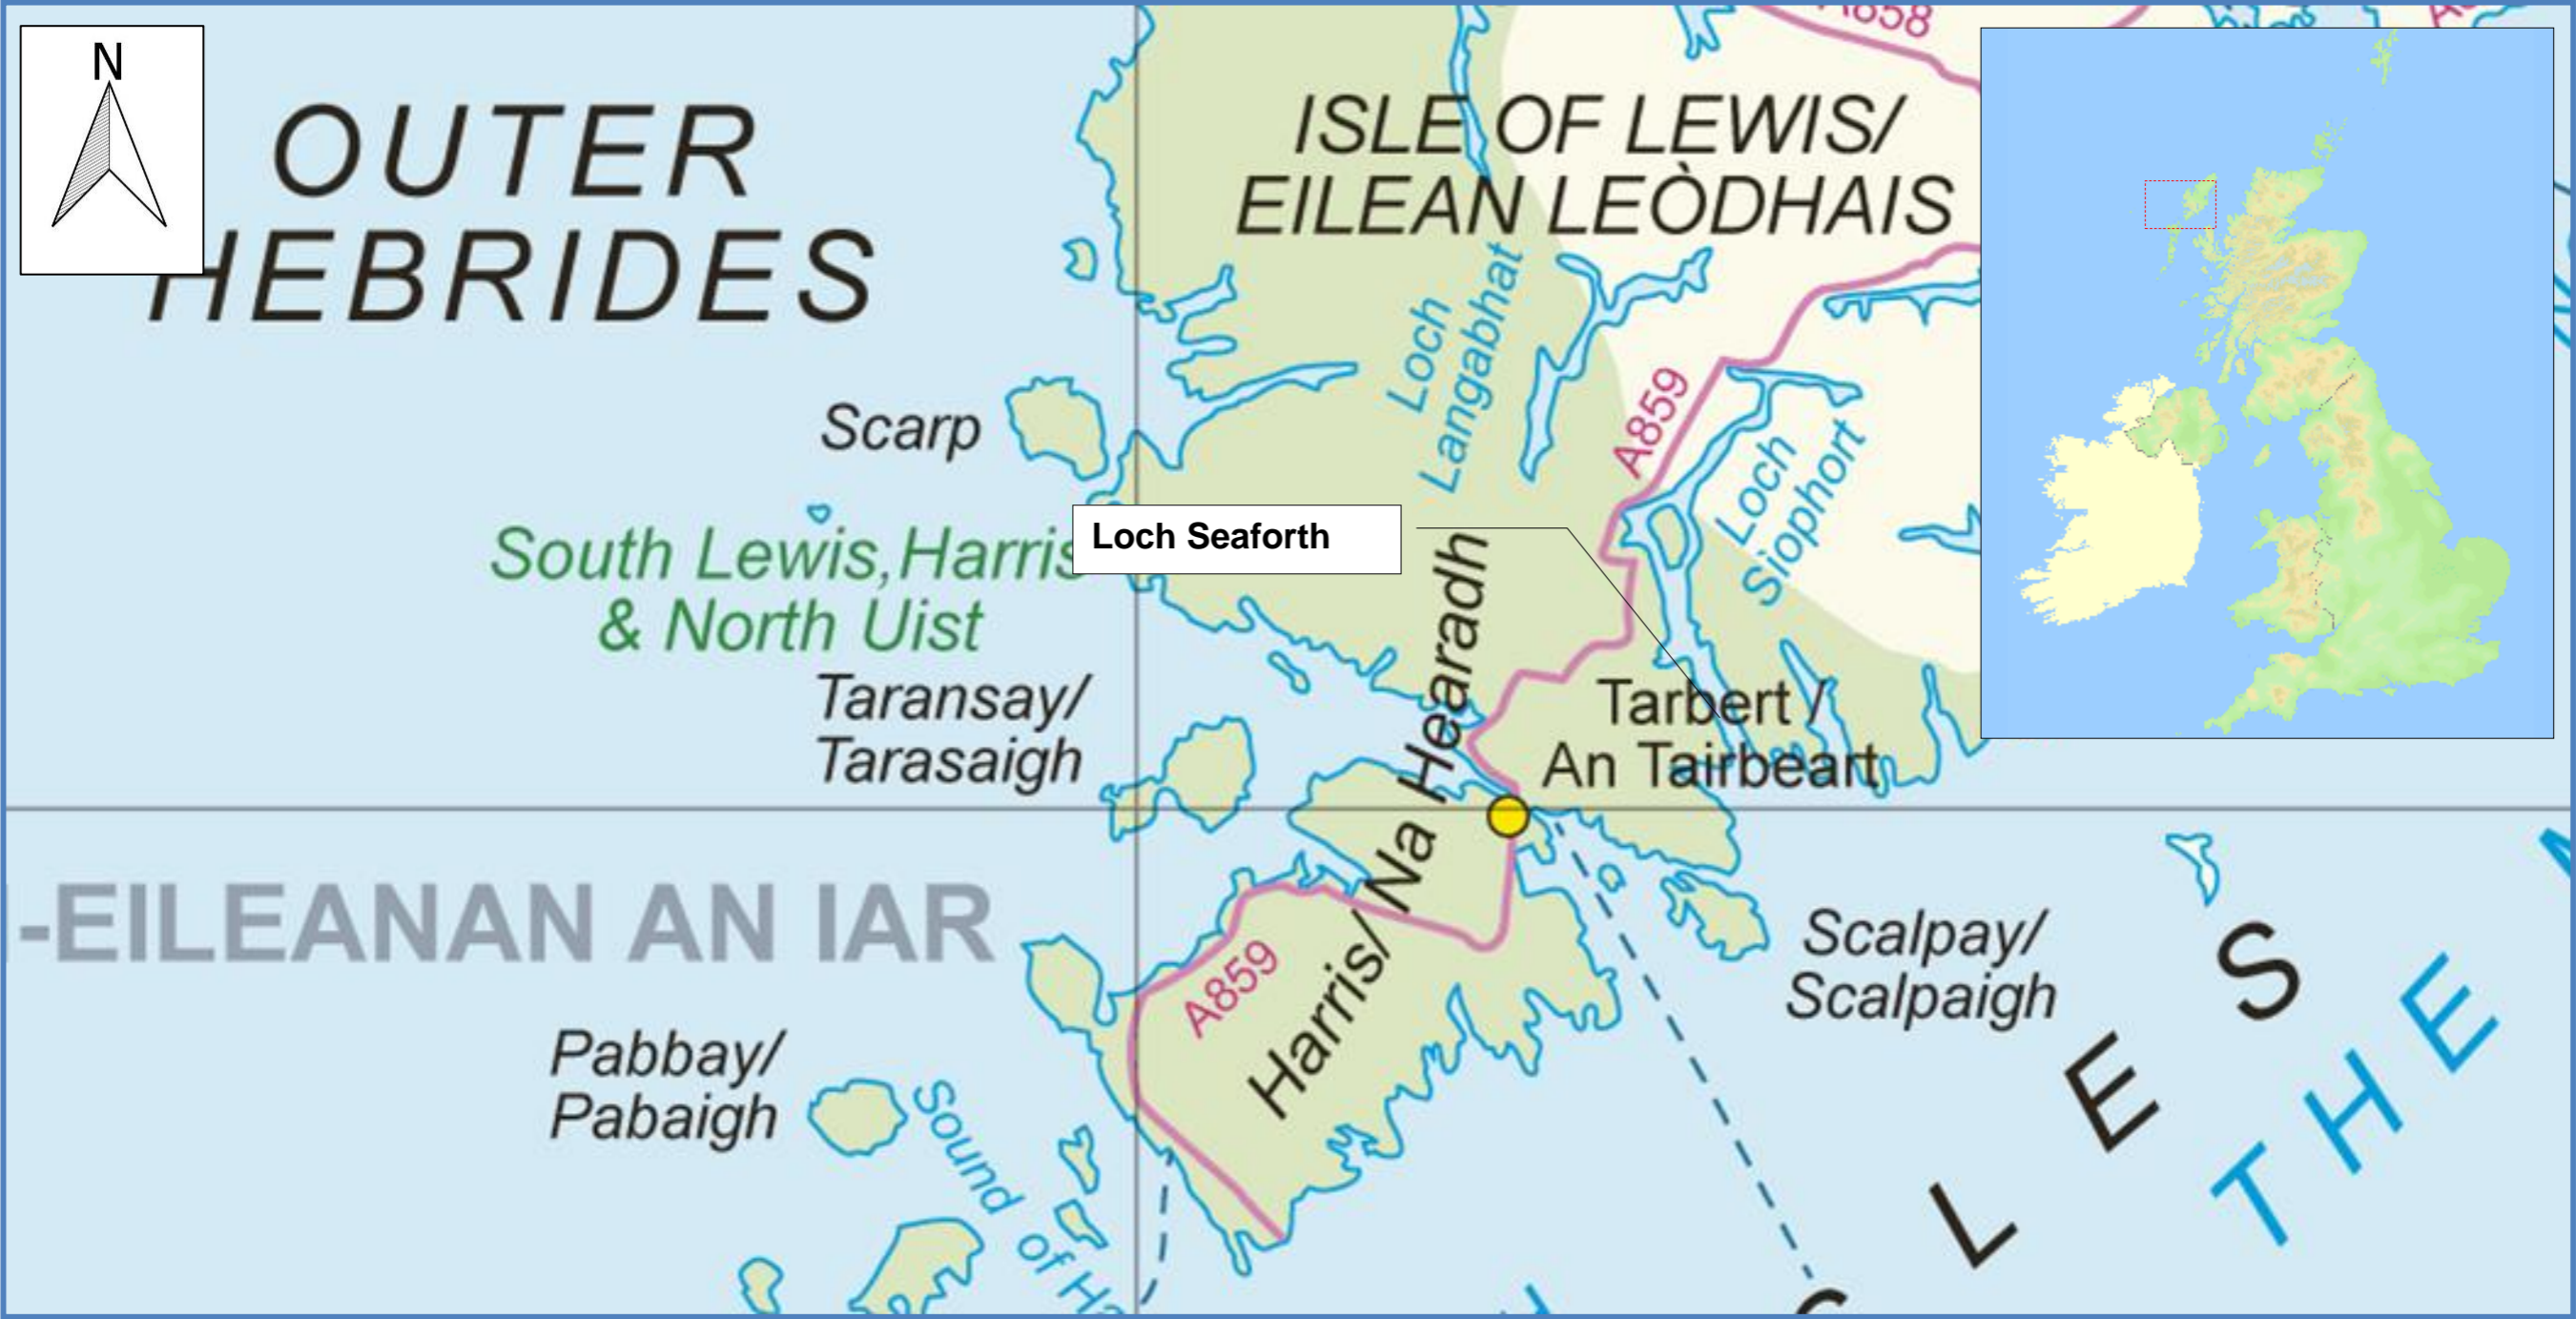 N
OUTER
HEBRIDES
A858
ISLE OF LEWIS/
EILEAN LEÒDHAIS
Loch
Langabhat
A859
Loch
Sìophort
Scarp
South Lewis, Harris
& North Uist
Loch Seaforth
Taransay/
Tarasaigh
Tarbert /
An Tairbeart
Harris/ Na Hearadh
-EILEANAN AN IAR
A859
Scalpay/
Scalpaigh
Pabbay/
Pabaigh
Sound
of
L E S
THE